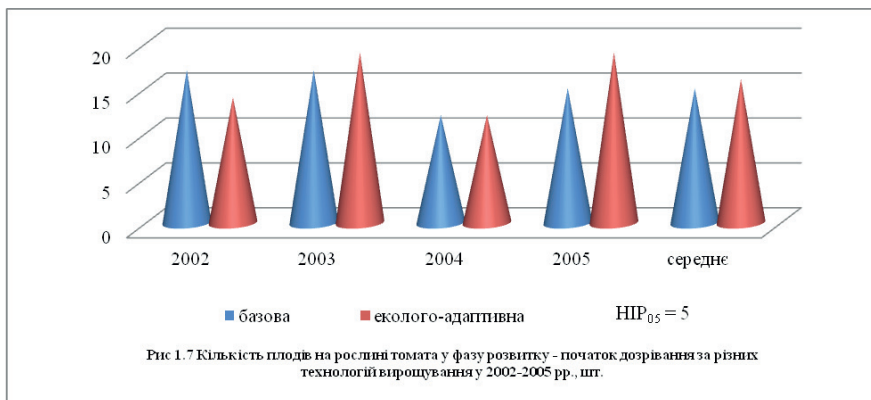 20
15
10
5
0
2002 2003 2004 2005 середнє
базова еколого-адаптивна НІР₀₅ = 5
Рис 1.7 Кількість плодів на рослині томата у фазу розвитку - початок дозрівання за різних
технологій вирощування у 2002-2005 рр., шт.